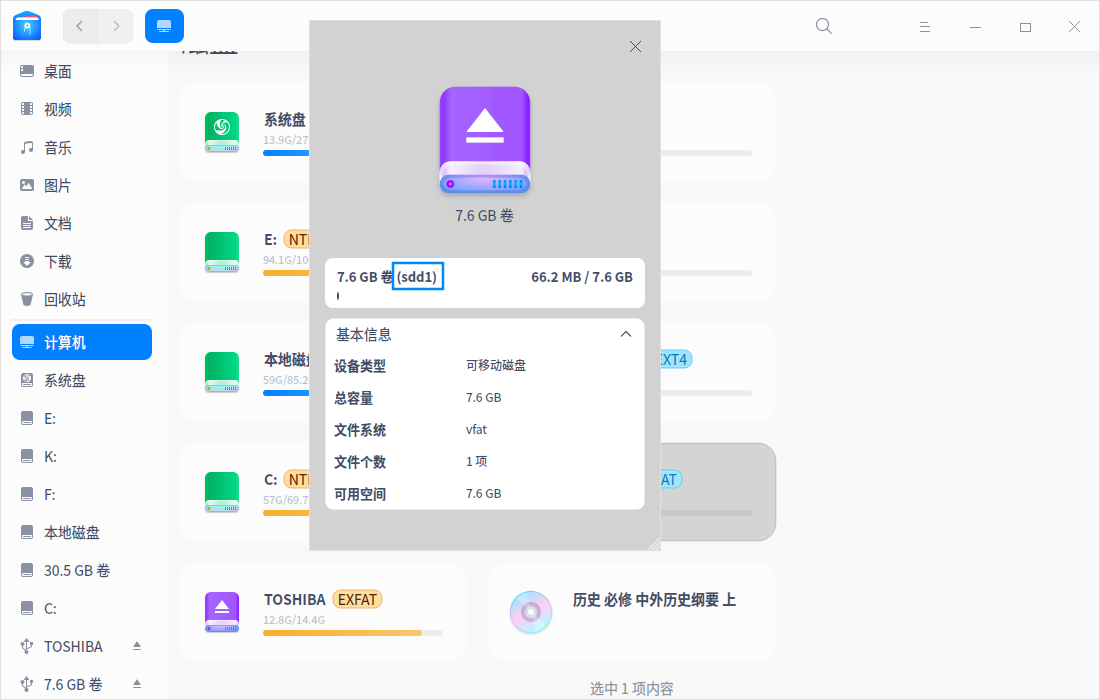 桌面
视频
音乐
图片
文档
下载
回收站
计算机
系统盘
E:
K:
F:
本地磁盘
30.5 GB 卷
C:
TOSHIBA
7.6 GB 卷
系统盘
13.9G/27
E:
94.1G/10
本地磁
59G/85.2
EXT4
C:
57G/69.7
TOSHIBA EXFAT
12.8G/14.4G
历史 必修 中外历史纲要 上
选中 1 项内容
7.6 GB 卷
7.6 GB 卷 (sdd1) 66.2 MB / 7.6 GB
基本信息
设备类型 可移动磁盘
总容量 7.6 GB
文件系统 vfat
文件个数 1 项
可用空间 7.6 GB